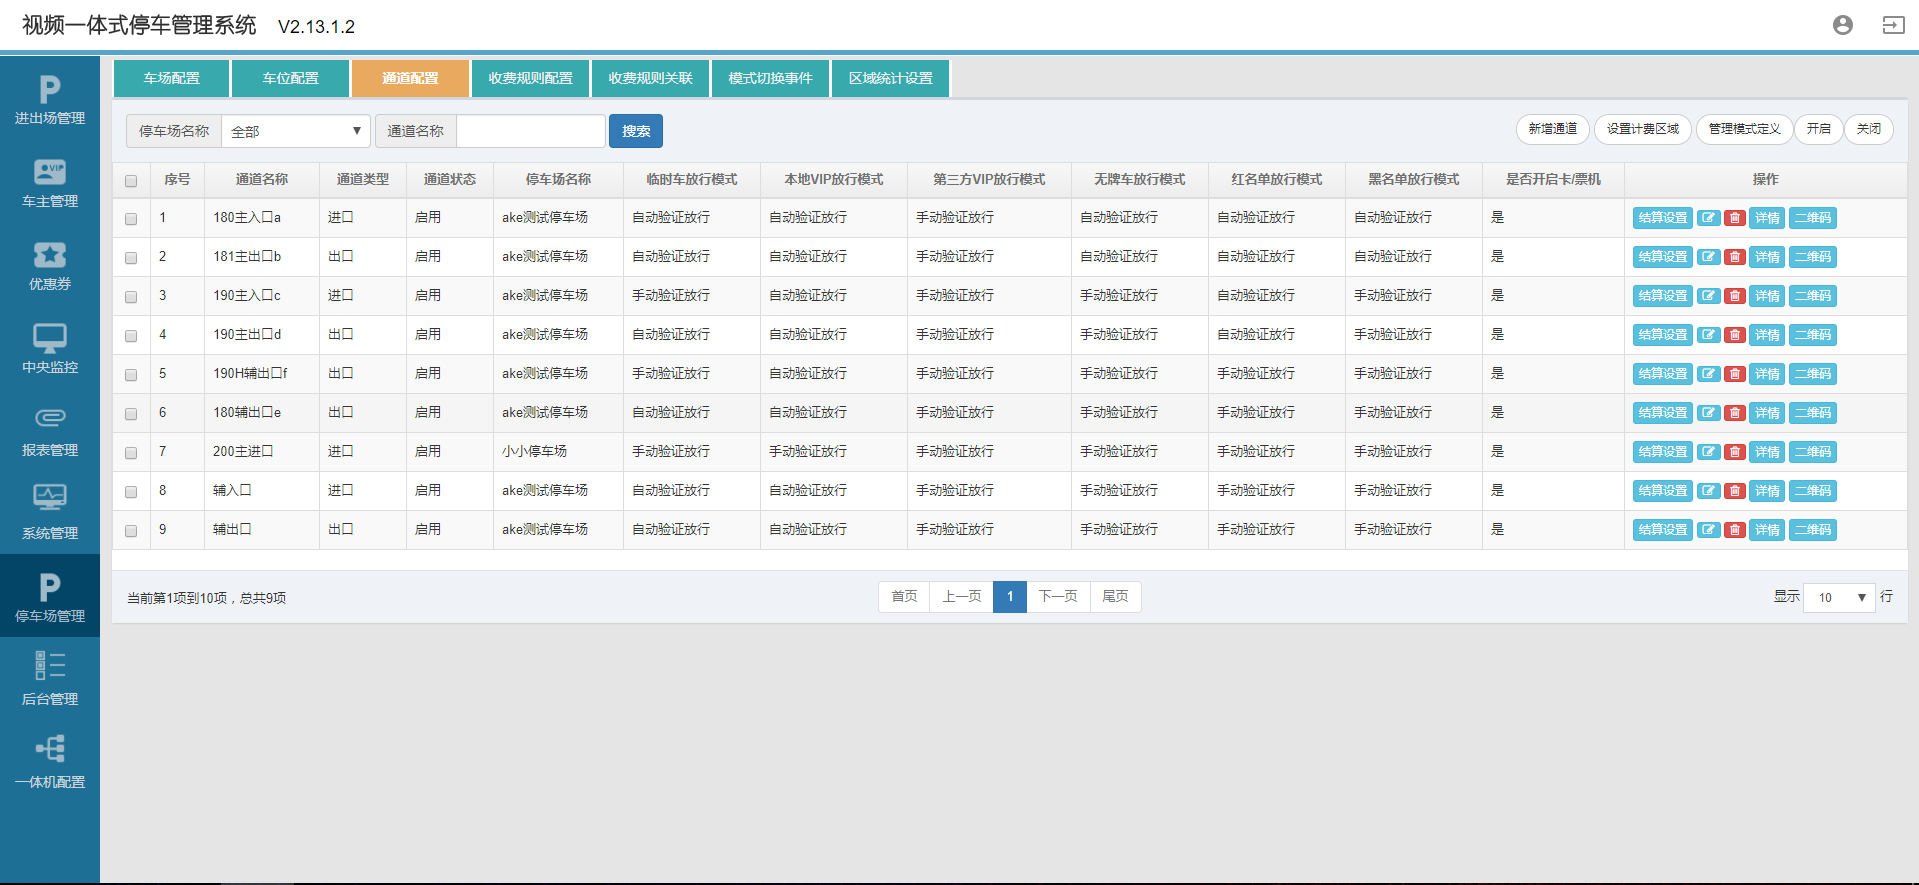 视频一体式停车管理系统 V2.13.1.2
进出场管理
VIP
车主管理
优惠券
中央监控
报表管理
系统管理
停车场管理
后台管理
一体机配置
车场配置 车位配置 通道配置 收费规则配置 收费规则关联 模式切换事件 区域统计设置
停车场名称 全部 通道名称 搜索 新增通道 设置计费区域 管理模式定义 开启 关闭
序号 通道名称 通道类型 通道状态 停车场名称 临时车放行模式 本地VIP放行模式 第三方VIP放行模式 无牌车放行模式 红名单放行模式 黑名单放行模式 是否开启卡/票机 操作
1 180主入口a 进口 启用 ake测试停车场 自动验证放行 自动验证放行 手动验证放行 自动验证放行 自动验证放行 自动验证放行 是 结算设置 详情 二维码
2 181主出口b 出口 启用 ake测试停车场 自动验证放行 自动验证放行 手动验证放行 自动验证放行 自动验证放行 自动验证放行 是 结算设置 详情 二维码
3 190主入口c 进口 启用 ake测试停车场 手动验证放行 自动验证放行 手动验证放行 手动验证放行 自动验证放行 手动验证放行 是 结算设置 详情 二维码
4 190主出口d 出口 启用 ake测试停车场 自动验证放行 自动验证放行 手动验证放行 手动验证放行 自动验证放行 手动验证放行 是 结算设置 详情 二维码
5 190H辅出口f 出口 启用 ake测试停车场 手动验证放行 自动验证放行 手动验证放行 手动验证放行 手动验证放行 手动验证放行 是 结算设置 详情 二维码
6 180辅出口e 出口 启用 ake测试停车场 自动验证放行 自动验证放行 手动验证放行 手动验证放行 手动验证放行 手动验证放行 是 结算设置 详情 二维码
7 200主进口 进口 启用 小小停车场 手动验证放行 手动验证放行 手动验证放行 手动验证放行 手动验证放行 手动验证放行 是 结算设置 详情 二维码
8 辅入口 进口 启用 ake测试停车场 自动验证放行 自动验证放行 手动验证放行 手动验证放行 手动验证放行 手动验证放行 是 结算设置 详情 二维码
9 辅出口 出口 启用 ake测试停车场 自动验证放行 自动验证放行 手动验证放行 手动验证放行 手动验证放行 手动验证放行 是 结算设置 详情 二维码
当前第1项到10项，总共9项 首页 上一页 1 下一页 尾页 显示 10 行